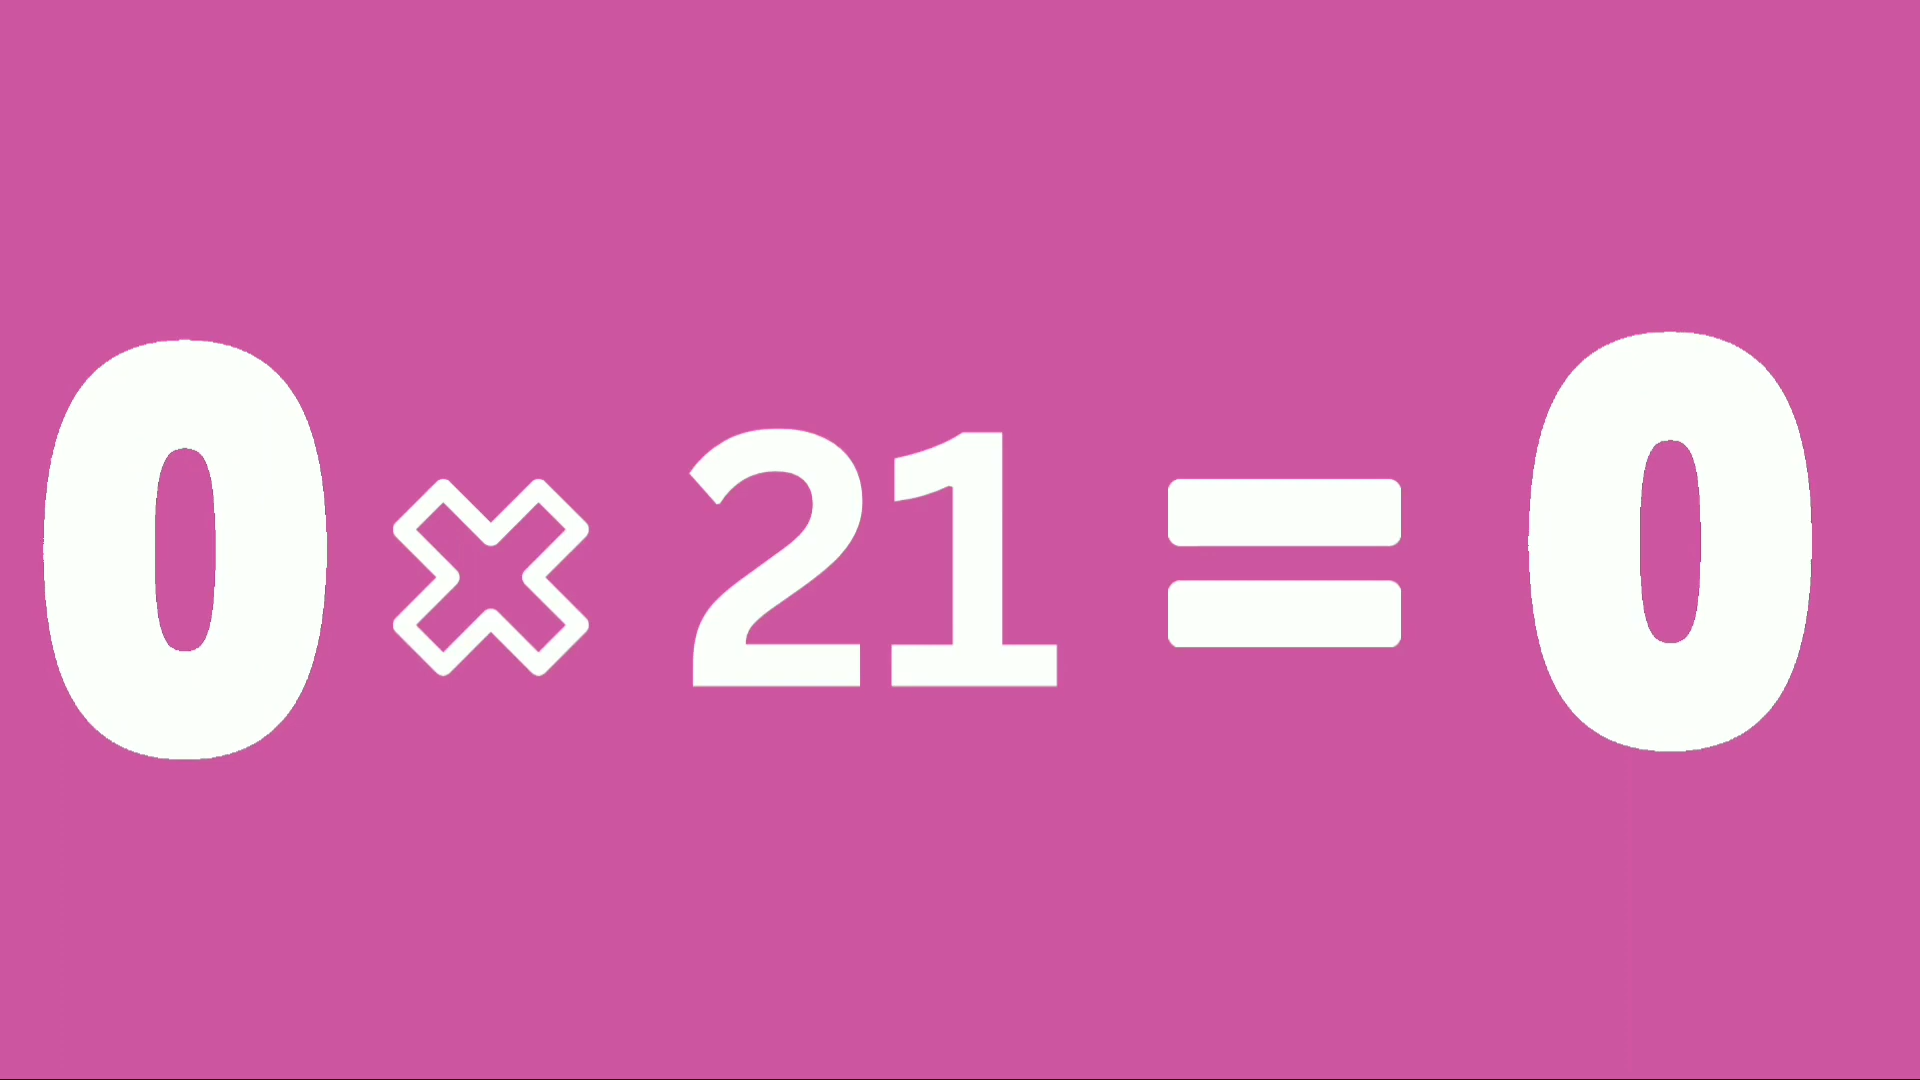 0 × 21 = 0